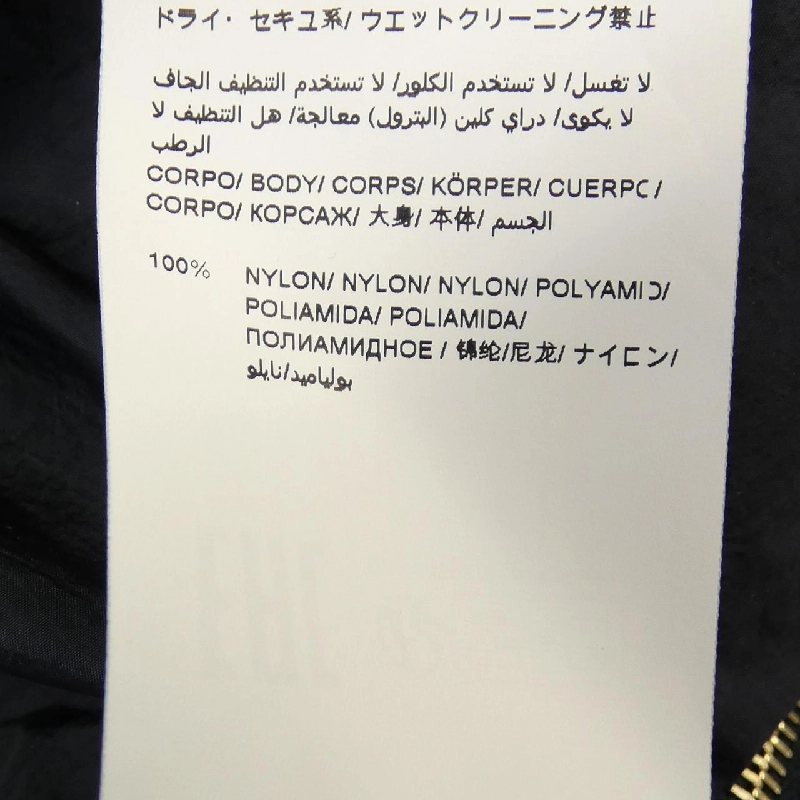 ドライ・セキユ系/ ウエットクリーニング禁止
لا تغسل/ لا تستخدم الكلور/ لا تستخدم التنظيف الجاف
لا يكوى/ دراي كلين (البترول) معالجة/ هل التنظيف لا
الرطب
CORPO/ BODY/ CORPS/ KÖRPER/ CUERPO/
CORPO/ КОРСАЖ/ 大身/ 本体/ الجسم
100%
NYLON/ NYLON/ NYLON/ POLYAMID/
POLIAMIDA/ POLIAMIDA/
ПОЛИАМИДНОЕ / 锦纶/尼龙/ ナイロン/
بولياميد/نايلو